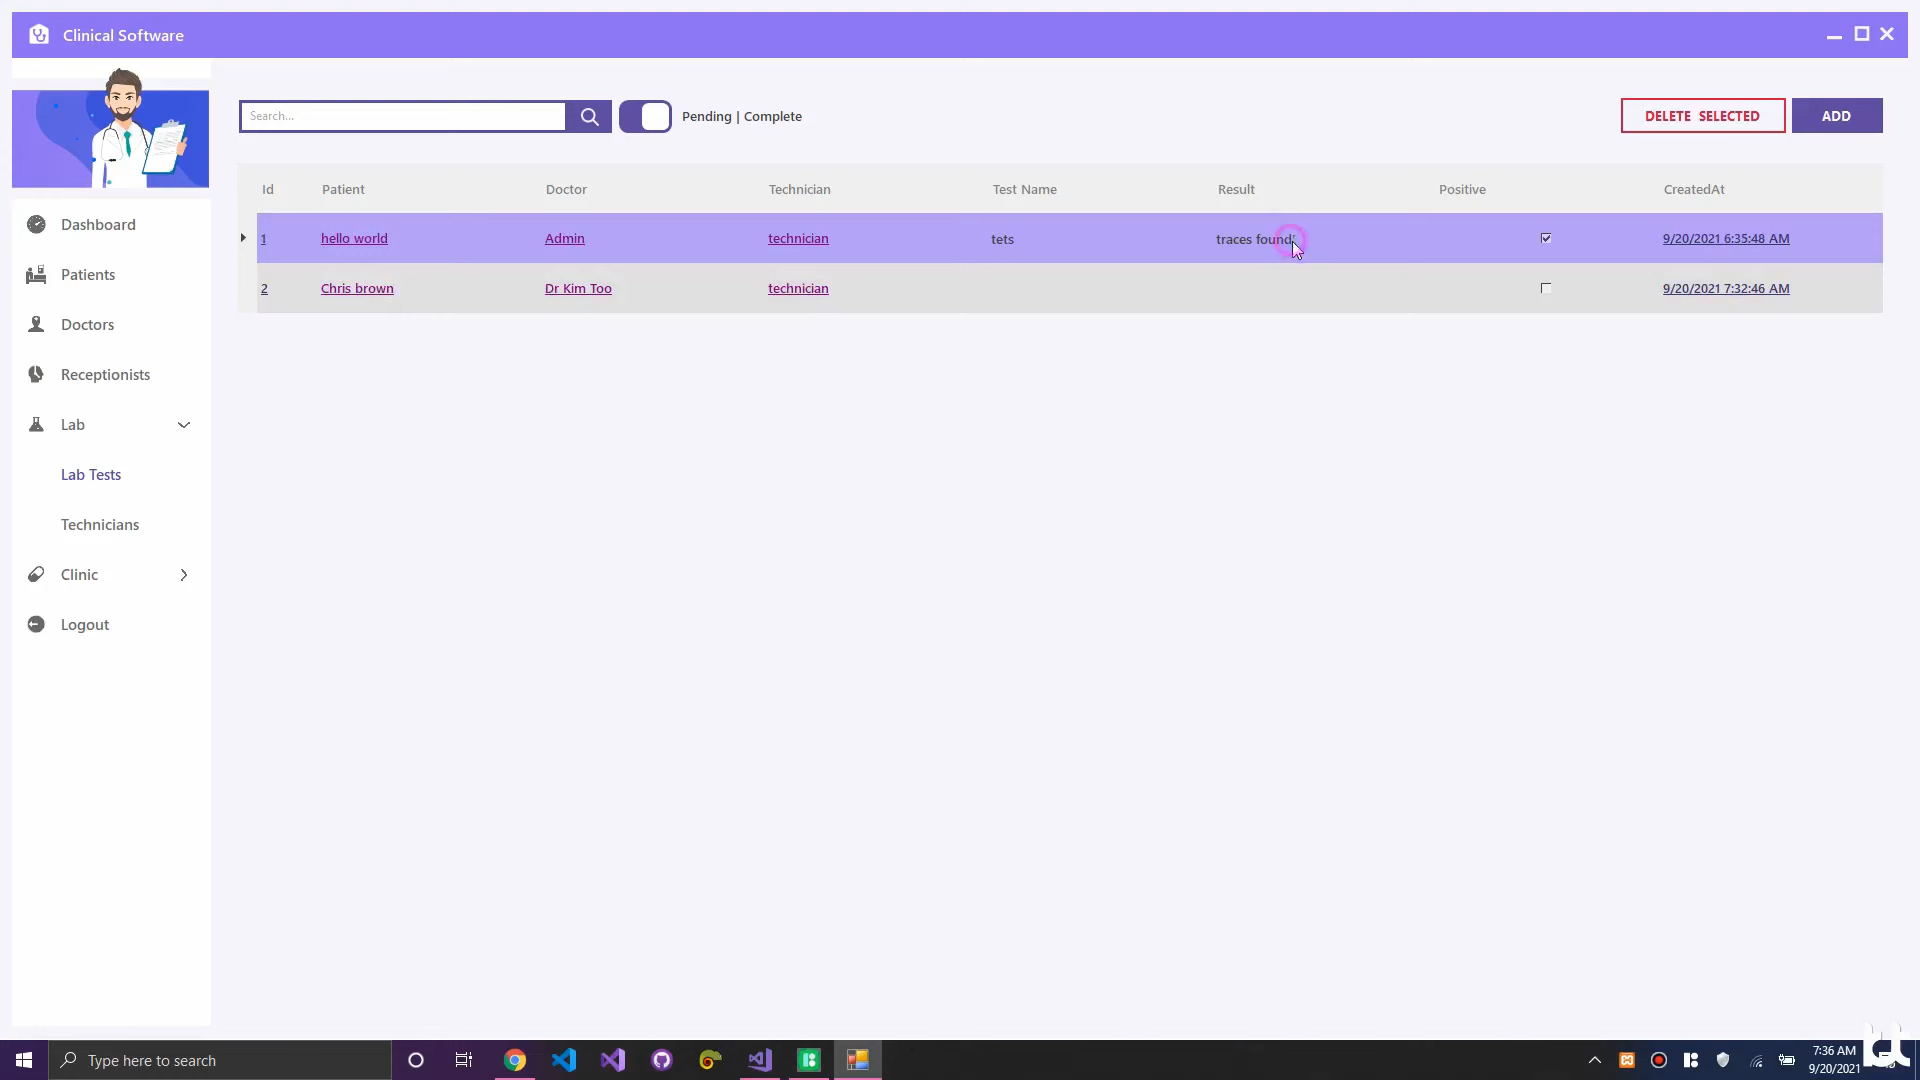 Clinical Software
Search...
Pending | Complete
DELETE SELECTED
ADD
Id Patient Doctor Technician Test Name Result Positive CreatedAt
1 hello world Admin technician tets traces found 9/20/2021 6:35:48 AM
2 Chris brown Dr Kim Too technician 9/20/2021 7:32:46 AM
Dashboard
Patients
Doctors
Receptionists
Lab
Lab Tests
Technicians
Clinic
Logout
Type here to search
7:36 AM
9/20/2021